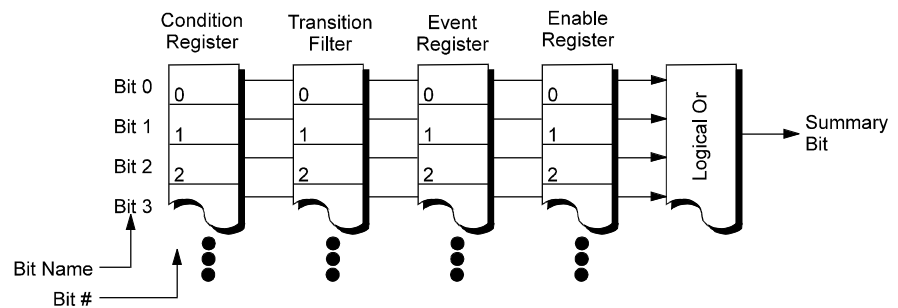 Condition
Register
Transition
Filter
Event
Register
Enable
Register
Bit 0
Bit 1
Bit 2
Bit 3
0
1
2
0
1
2
0
1
2
0
1
2
Logical Or
Summary
Bit
Bit Name
Bit #